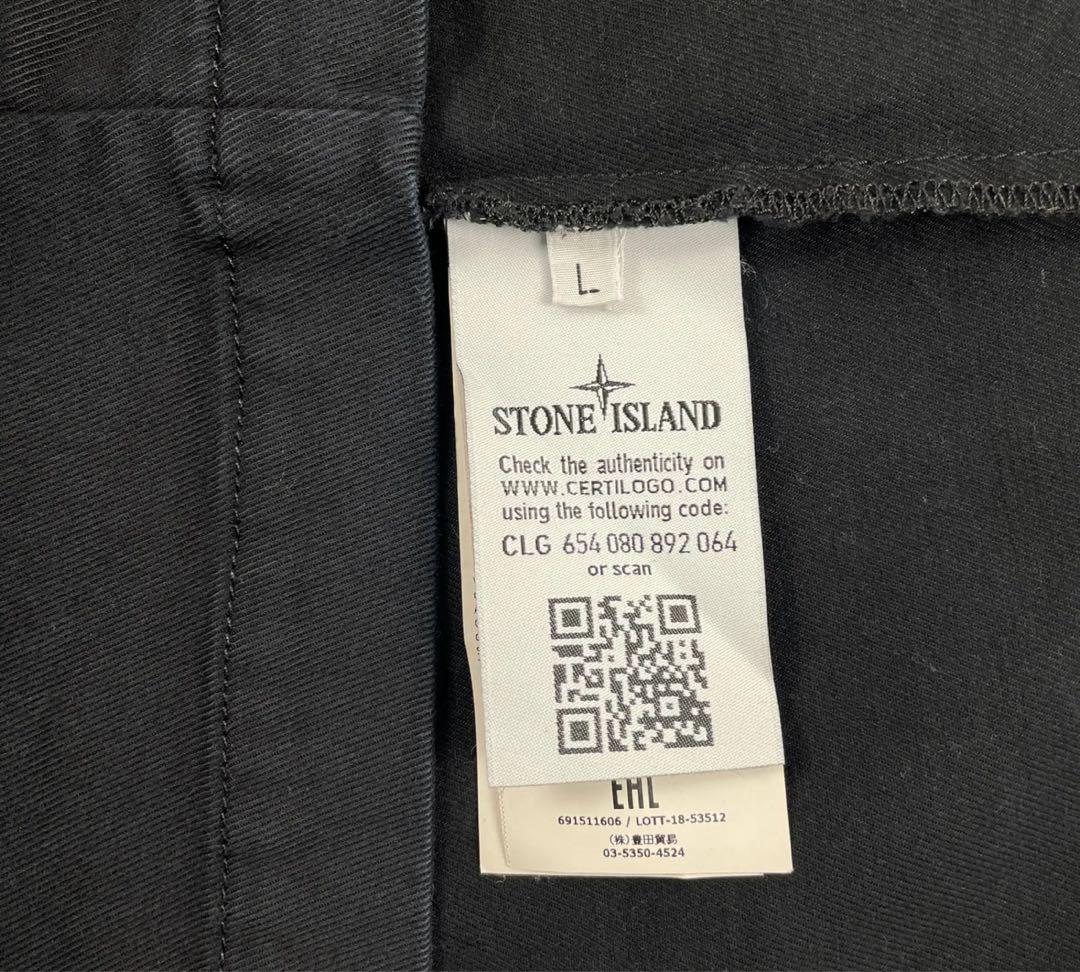 L
STONE ISLAND
Check the authenticity on
WWW.CERTILOGO.COM
using the following code:
CLG 654 080 892 064
or scan
EAC
691511606 / LOTT-18-53512
(株)豊田貿易
03-5350-4524